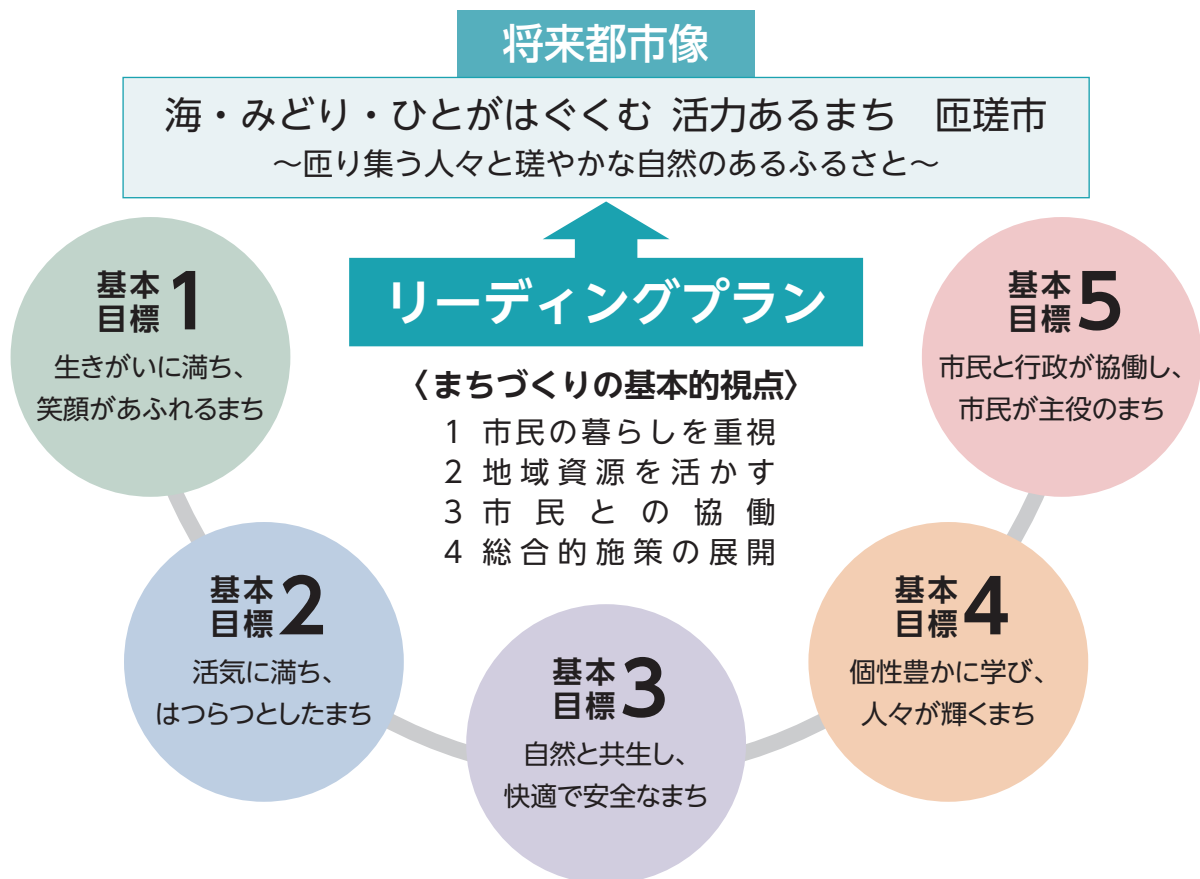 将来都市像
海・みどり・ひとがはぐくむ 活力あるまち　匝瑳市
～匝り集う人々と瑳やかな自然のあるふるさと～
リーディングプラン
〈まちづくりの基本的視点〉
1 市民の暮らしを重視
2 地域資源を活かす
3 市民との協働
4 総合的施策の展開
基本目標1
生きがいに満ち、
笑顔があふれるまち
基本目標2
活気に満ち、
はつらつとしたまち
基本目標3
自然と共生し、
快適で安全なまち
基本目標4
個性豊かに学び、
人々が輝くまち
基本目標5
市民と行政が協働し、
市民が主役のまち